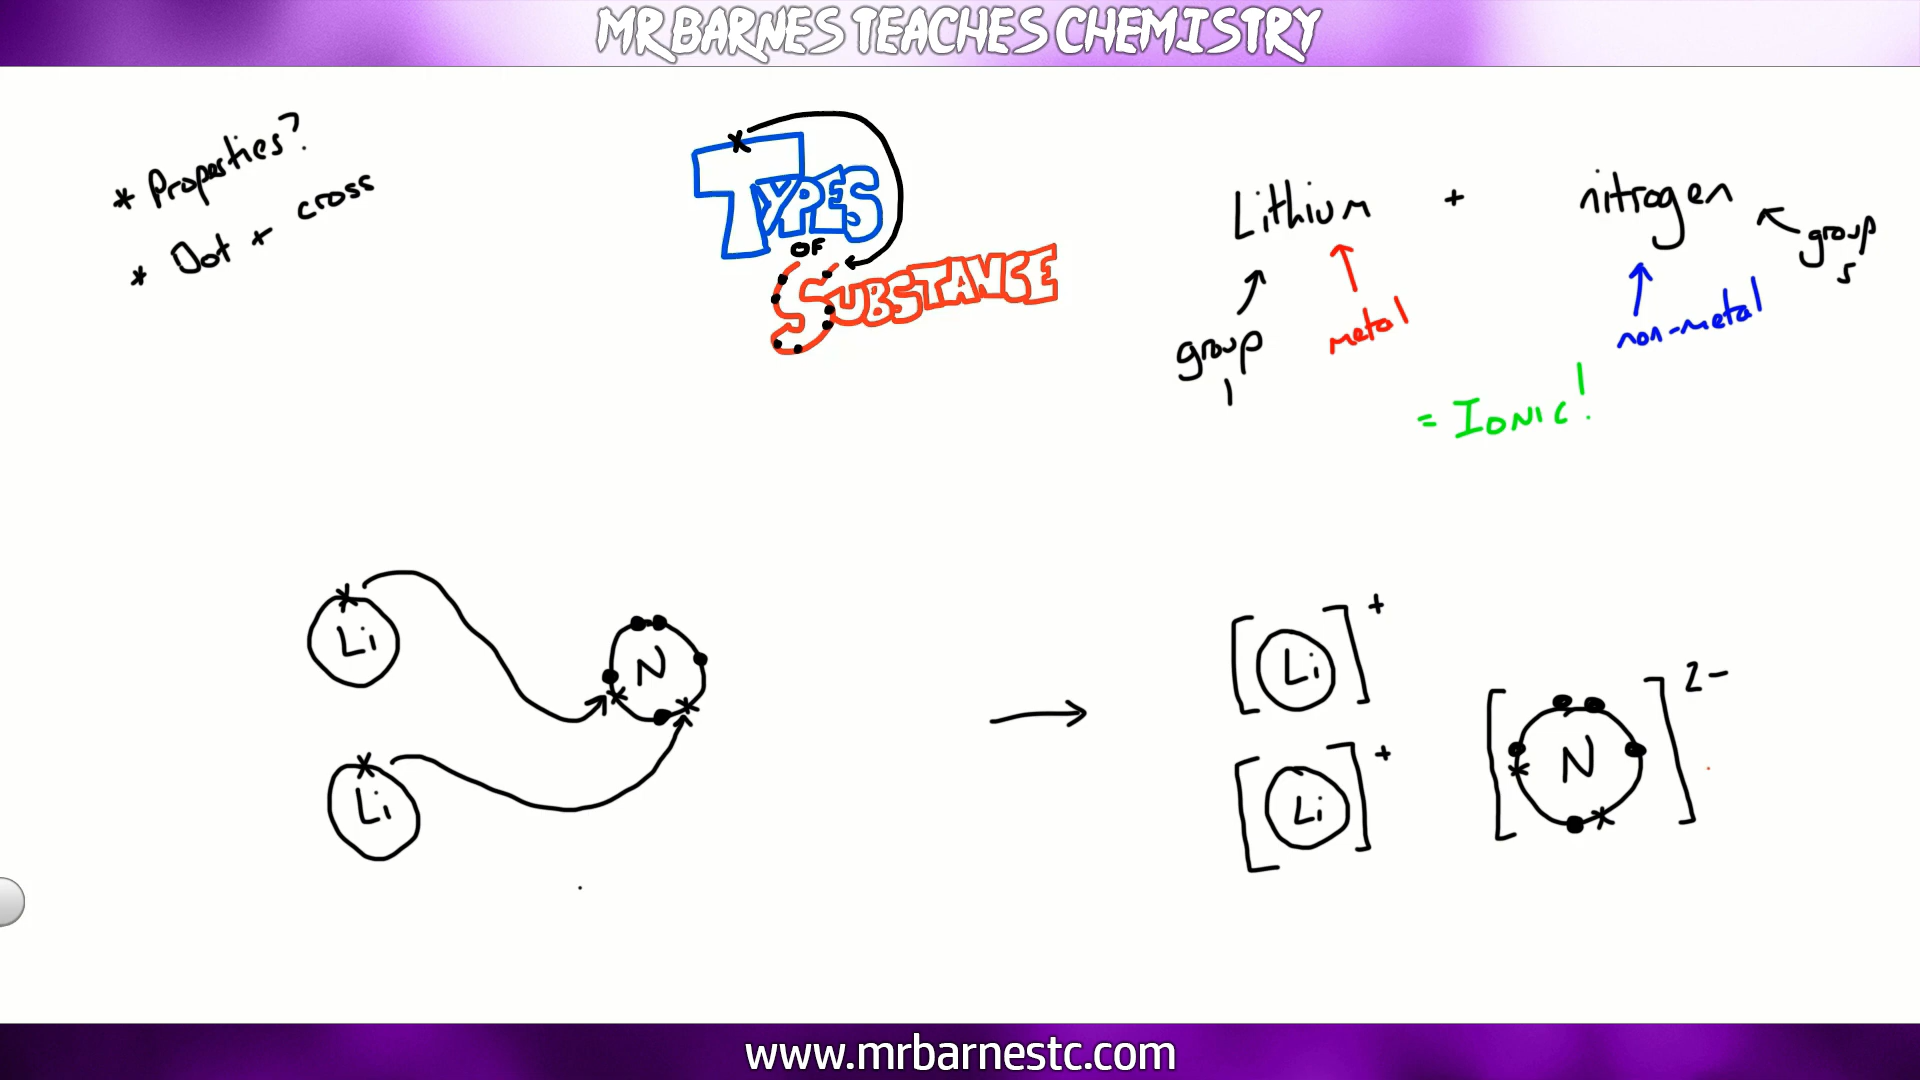 MR BARNES TEACHES CHEMISTRY
* Properties?
* Dot + cross
TYPES
OF
SUBSTANCE
Lithium + nitrogen
group
1
metal
non-metal
group
5
= IONIC!
Li
Li
N
[Li]+
[Li]+
[N]2-
www.mrbarnestc.com